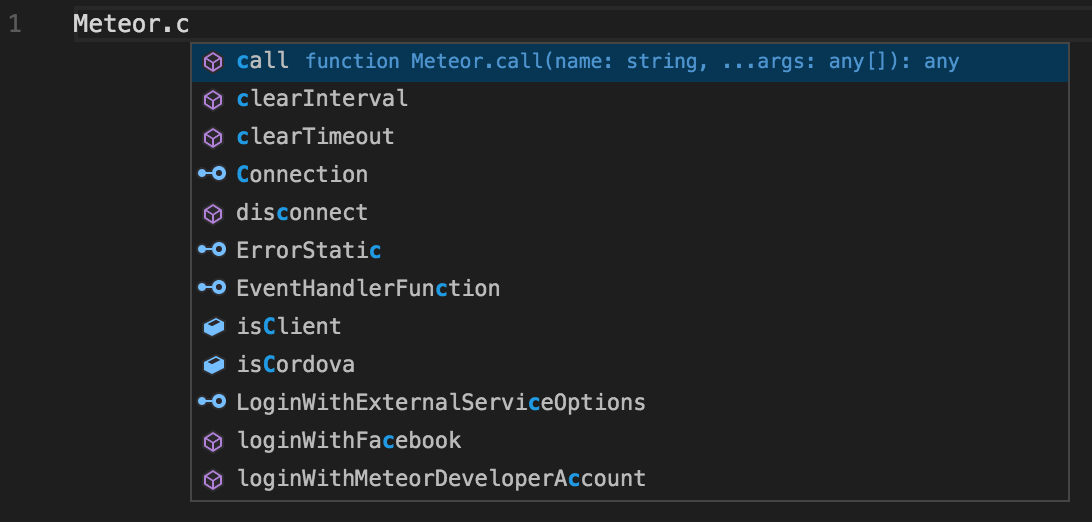 1 Meteor.c
call function Meteor.call(name: string, ...args: any[]): any
clearInterval
clearTimeout
Connection
disconnect
ErrorStatic
EventHandlerFunction
isClient
isCordova
LoginWithExternalServiceOptions
loginWithFacebook
loginWithMeteorDeveloperAccount